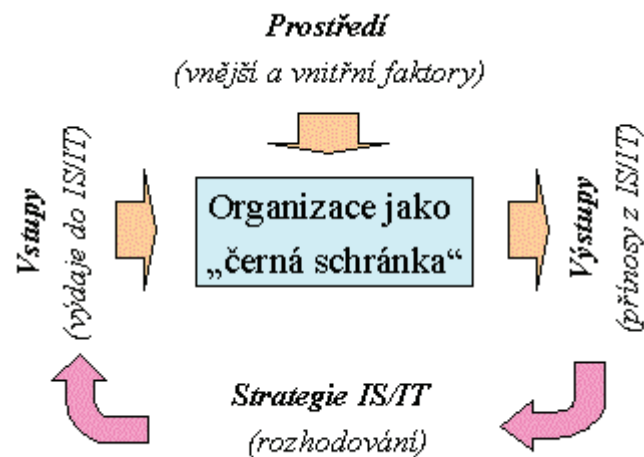 Prostředí
(vnější a vnitřní faktory)
Vstupy
(výdaje do IS/IT)
Organizace jako
„černá schránka“
Výstupy
(přínosy z IS/IT)
Strategie IS/IT
(rozhodování)